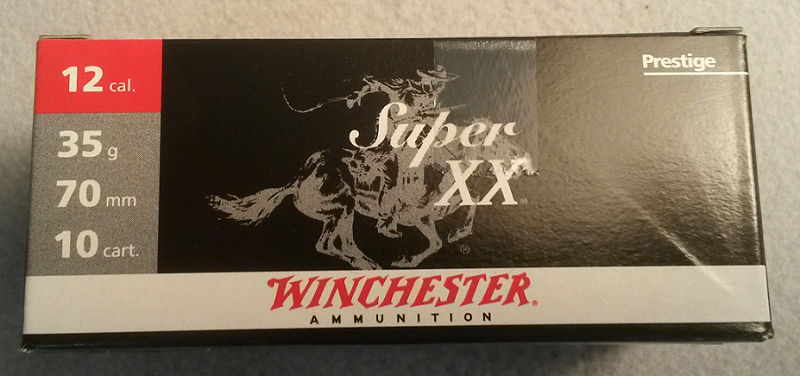 12 cal.
35 g
70 mm
10 cart.
Super
XX®
®
Prestige
WINCHESTER®
AMMUNITION